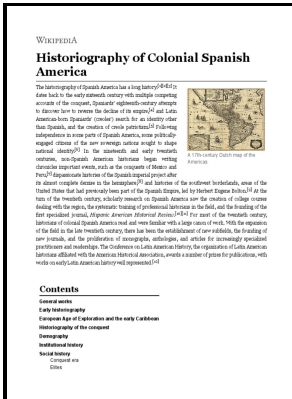 WIKIPEDIA
Historiography of Colonial Spanish
America
The historiography of Spanish America has a long history.[1][2][3] It
dates back to the early sixteenth century with multiple competing
accounts of the conquest, Spaniards' eighteenth-century attempts
to discover how to reverse the decline of its empire,[4] and Latin
American-born Spaniards' (creoles') search for an identity other
than Spanish, and the creation of creole patriotism.[5] Following
independence in some parts of Spanish America, some politically-
engaged citizens of the new sovereign nations sought to shape
national identity.[6] In the nineteenth and early twentieth
centuries, non-Spanish American historians began writing
chronicles important events, such as the conquests of Mexico and
Peru,[7] dispassionate histories of the Spanish imperial project after
its almost complete demise in the hemisphere,[8] and histories of the southwest borderlands, areas of the
United States that had previously been part of the Spanish Empire, led by Herbert Eugene Bolton.[9] At the
turn of the twentieth century, scholarly research on Spanish America saw the creation of college courses
dealing with the region, the systematic training of professional historians in the field, and the founding of the
first specialized journal, Hispanic American Historical Review.[10][11] For most of the twentieth century,
historians of colonial Spanish America read and were familiar with a large canon of work. With the expansion
of the field in the late twentieth century, there has been the establishment of new subfields, the founding of
new journals, and the proliferation of monographs, anthologies, and articles for increasingly specialized
practitioners and readerships. The Conference on Latin American History, the organization of Latin American
historians affiliated with the American Historical Association, awards a number of prizes for publications, with
works on early Latin American history well represented.[12]
A 17th-century Dutch map of the
Americas
Contents
General works
Early historiography
European Age of Exploration and the early Caribbean
Historiography of the conquest
Demography
Institutional history
Social history
Conquest era
Elites